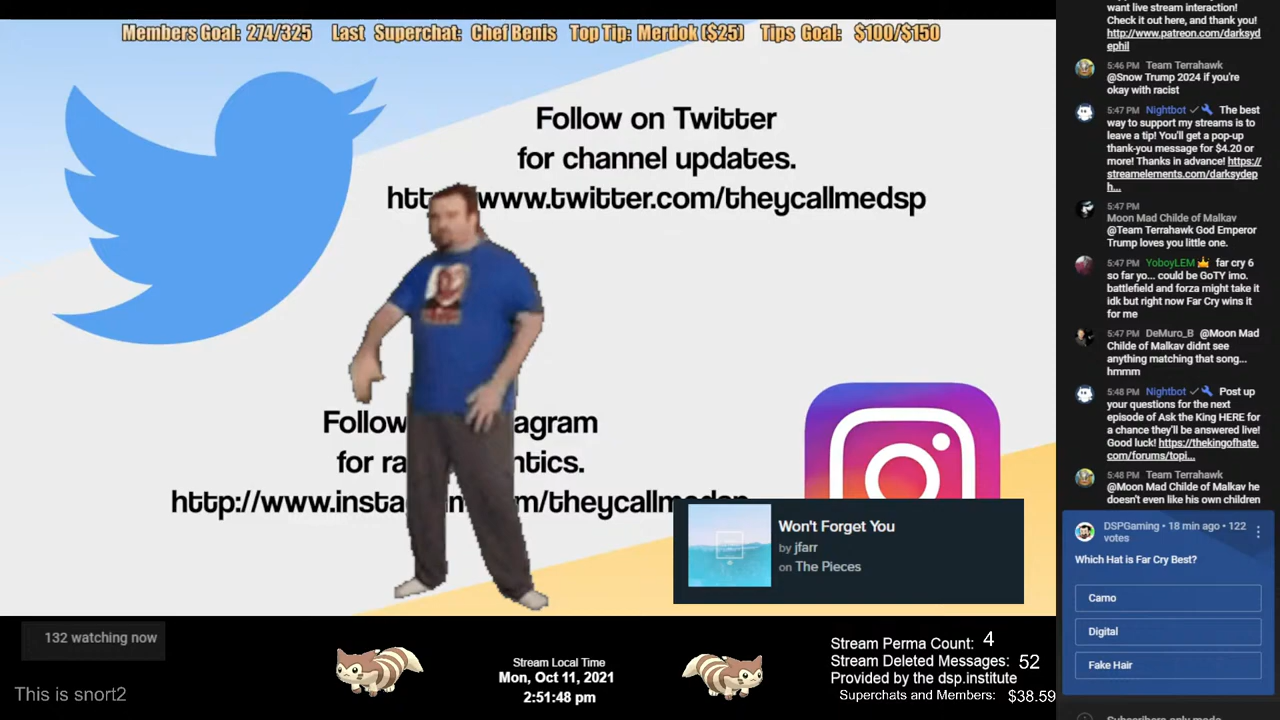 Members Goal: 274/325 Last Superchat: Chef Benis Top Tip: Merdok ($25) Tips Goal: $100/$150
Follow on Twitter
for channel updates.
www.twitter.com/theycallmedsp
Follow
for
http://www.
Won't Forget You
by jfarr
on The Pieces
132 watching now
This is snort2
Stream Local Time
Mon, Oct 11, 2021
2:51:48 pm
Stream Perma Count: 4
Stream Deleted Messages: 52
Provided by the dsp.institute
Superchats and Members: $38.59
want live stream interaction!
Check it out here, and thank you!
http://www.patreon.com/darksyd
ephil
5:46 PM Team Terrahawk
@Snow Trump 2024 if you're
okay with racist
5:47 PM Nightbot The best
way to support my streams is to
leave a tip! You'll get a pop-up
thank-you message for $4.20 or
more! Thanks in advance! https://
streamelements.com/darksydep
h...
5:47 PM
Moon Mad Childe of Malkav
@Team Terrahawk God Emperor
Trump loves you little one.
5:47 PM YoboyLEM far cry 6
so far yo... could be GoTY imo.
battlefield and forza might take it
idk but right now Far Cry wins it
for me
5:47 PM DeMuro_B @Moon Mad
Childe of Malkav didnt see
anything matching that song...
hmmm
5:48 PM Nightbot Post up
your questions for the next
episode of Ask the King HERE for
a chance they'll be answered live!
Good luck! https://thekingofhate.
com/forums/topi...
5:48 PM Team Terrahawk
@Moon Mad Childe of Malkav he
doesn't even like his own children
DSPGaming • 18 min ago • 122
votes
Which Hat is Far Cry Best?
Camo
Digital
Fake Hair
Subscribers-only mode